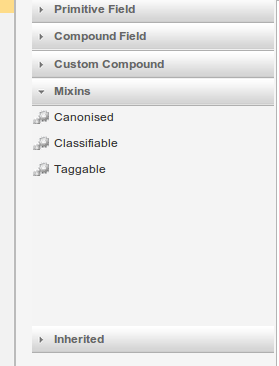 Primitive Field
Compound Field
Custom Compound
Mixins
Canonised
Classifiable
Taggable
Inherited